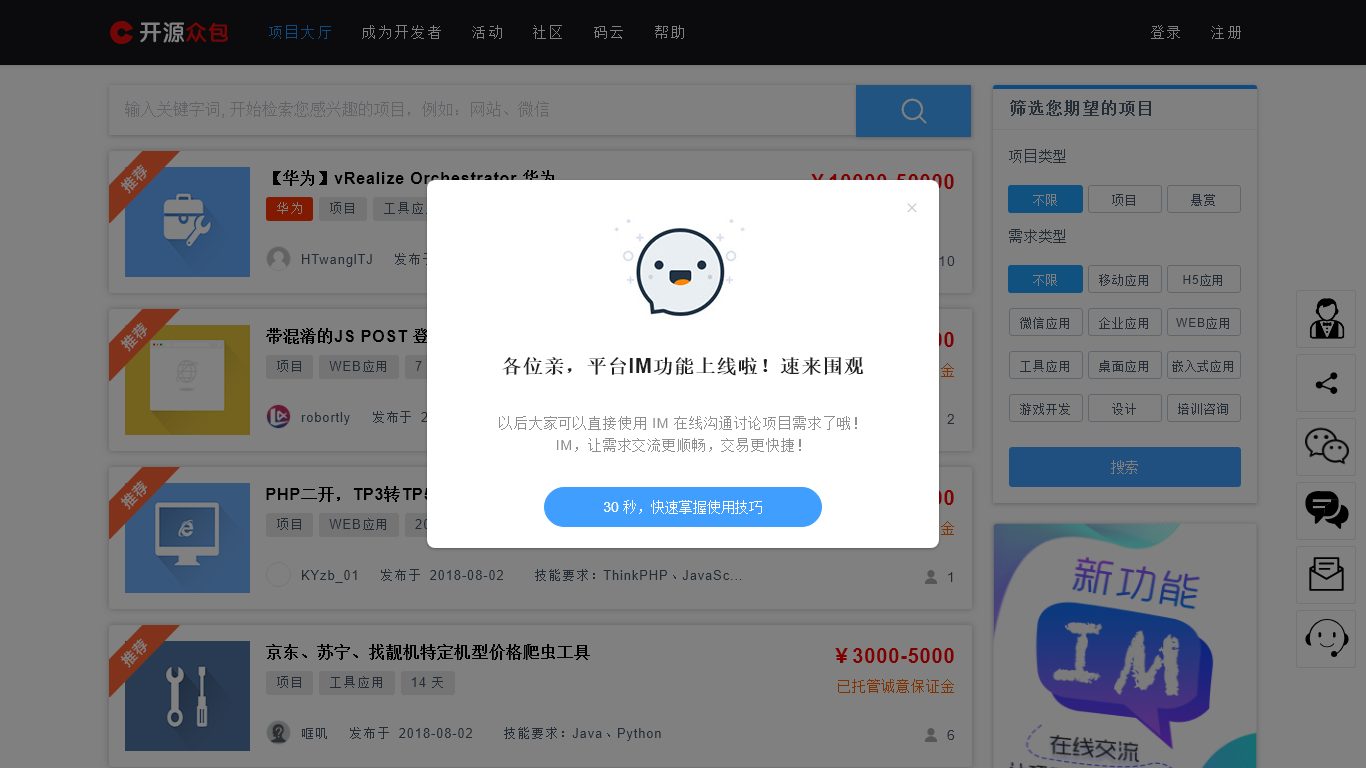 开源众包 项目大厅 成为开发者 活动 社区 码云 帮助 登录 注册
输入关键字词, 开始检索您感兴趣的项目，例如：网站、微信
推荐
【华为】vRealize Orchestrator 华为
华为 项目 工具应
HTwangITJ 发布于
10
推荐
带混淆的JS POST 登
项目 WEB应用 7
金
robortly 发布于 2
2
推荐
PHP二开，TP3转TP5
项目 WEB应用 20
金
KYzb_01 发布于 2018-08-02 技能要求：ThinkPHP、JavaSc...
1
推荐
京东、苏宁、找靓机特定机型价格爬虫工具
￥3000-5000
项目 工具应用 14 天
已托管诚意保证金
哐叽 发布于 2018-08-02 技能要求：Java、Python
6
×
各位亲，平台IM功能上线啦！速来围观
以后大家可以直接使用 IM 在线沟通讨论项目需求了哦！
IM，让需求交流更顺畅，交易更快捷！
30 秒，快速掌握使用技巧
筛选您期望的项目
项目类型
不限 项目 悬赏
需求类型
不限 移动应用 H5应用
微信应用 企业应用 WEB应用
工具应用 桌面应用 嵌入式应用
游戏开发 设计 培训咨询
搜索
新功能
IM
在线交流